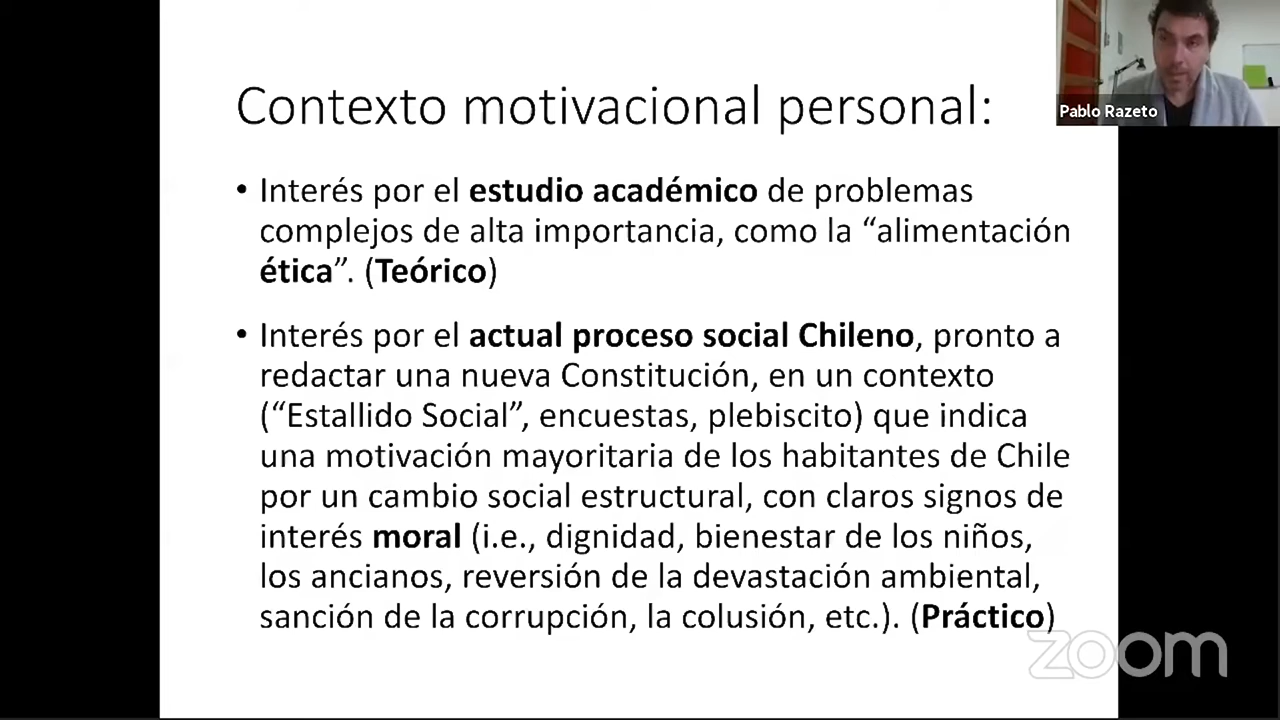 Contexto motivacional personal:
Pablo Razeto
• Interés por el estudio académico de problemas
complejos de alta importancia, como la “alimentación
ética”. (Teórico)
• Interés por el actual proceso social Chileno, pronto a
redactar una nueva Constitución, en un contexto
(“Estallido Social”, encuestas, plebiscito) que indica
una motivación mayoritaria de los habitantes de Chile
por un cambio social estructural, con claros signos de
interés moral (i.e., dignidad, bienestar de los niños,
los ancianos, reversión de la devastación ambiental,
sanción de la corrupción, la colusión, etc.). (Práctico)
zoom